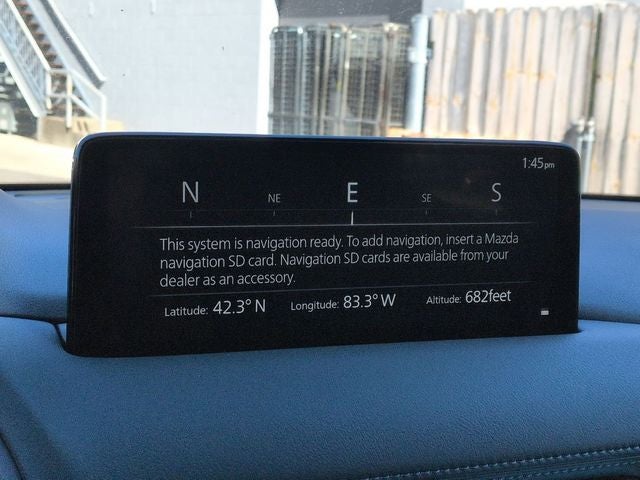 1:45pm
N NE E SE S
This system is navigation ready. To add navigation, insert a Mazda
navigation SD card. Navigation SD cards are available from your
dealer as an accessory.
Latitude: 42.3° N Longitude: 83.3° W Altitude: 682feet